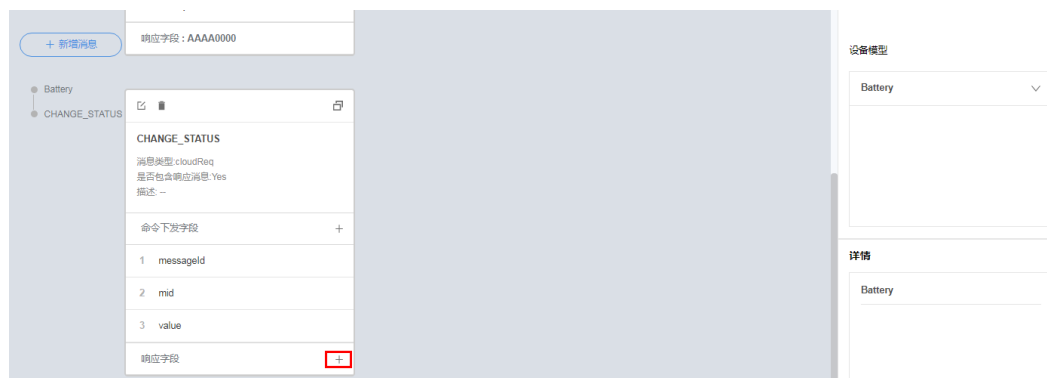 响应字段 : AAAA0000
+ 新增消息
设备模型
Battery
CHANGE_STATUS
Battery
CHANGE_STATUS
消息类型:cloudReq
是否包含响应消息:Yes
描述: --
命令下发字段 +
1 messageId
2 mid
3 value
响应字段 +
详情
Battery